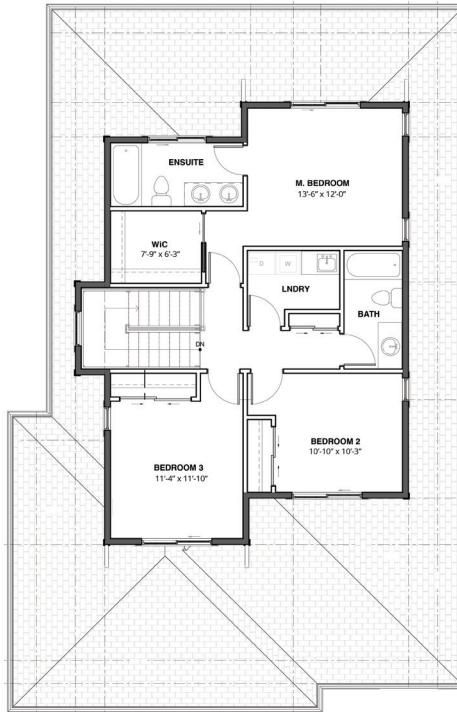 ENSUITE
M. BEDROOM
13'-6" x 12'-0"
WiC
7'-9" x 6'-3"
D
W
LNDRY
BATH
DN
BEDROOM 2
10'-10" x 10'-3"
BEDROOM 3
11'-4" x 11'-10"